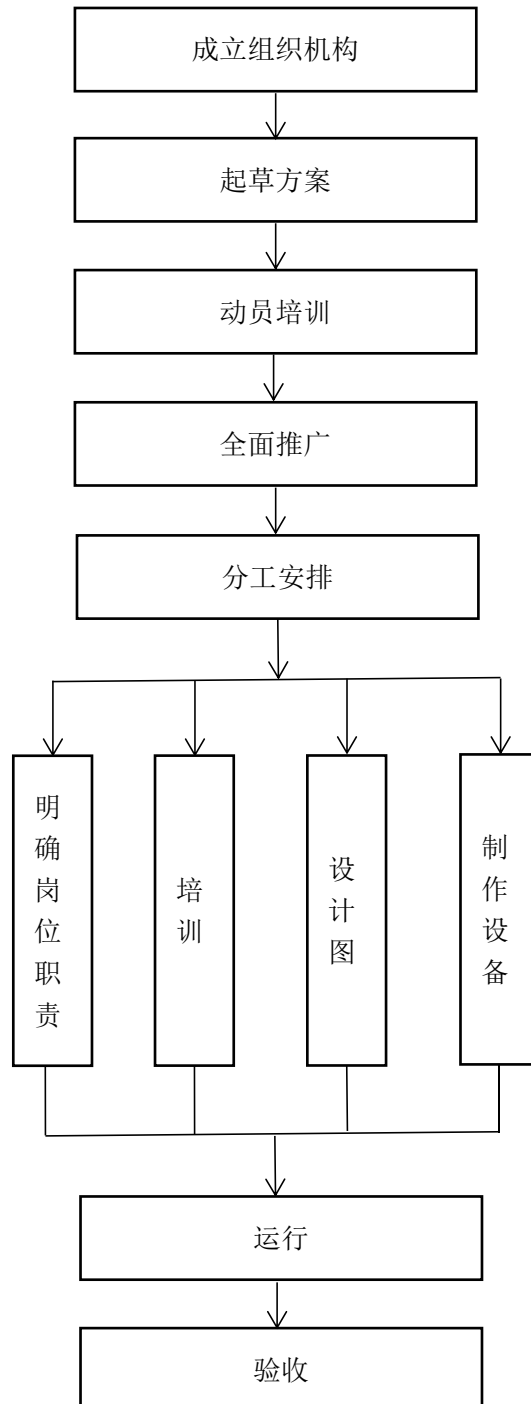 成立组织机构
起草方案
动员培训
全面推广
分工安排
明确岗位职责
培训
设计图
制作设备
运行
验收